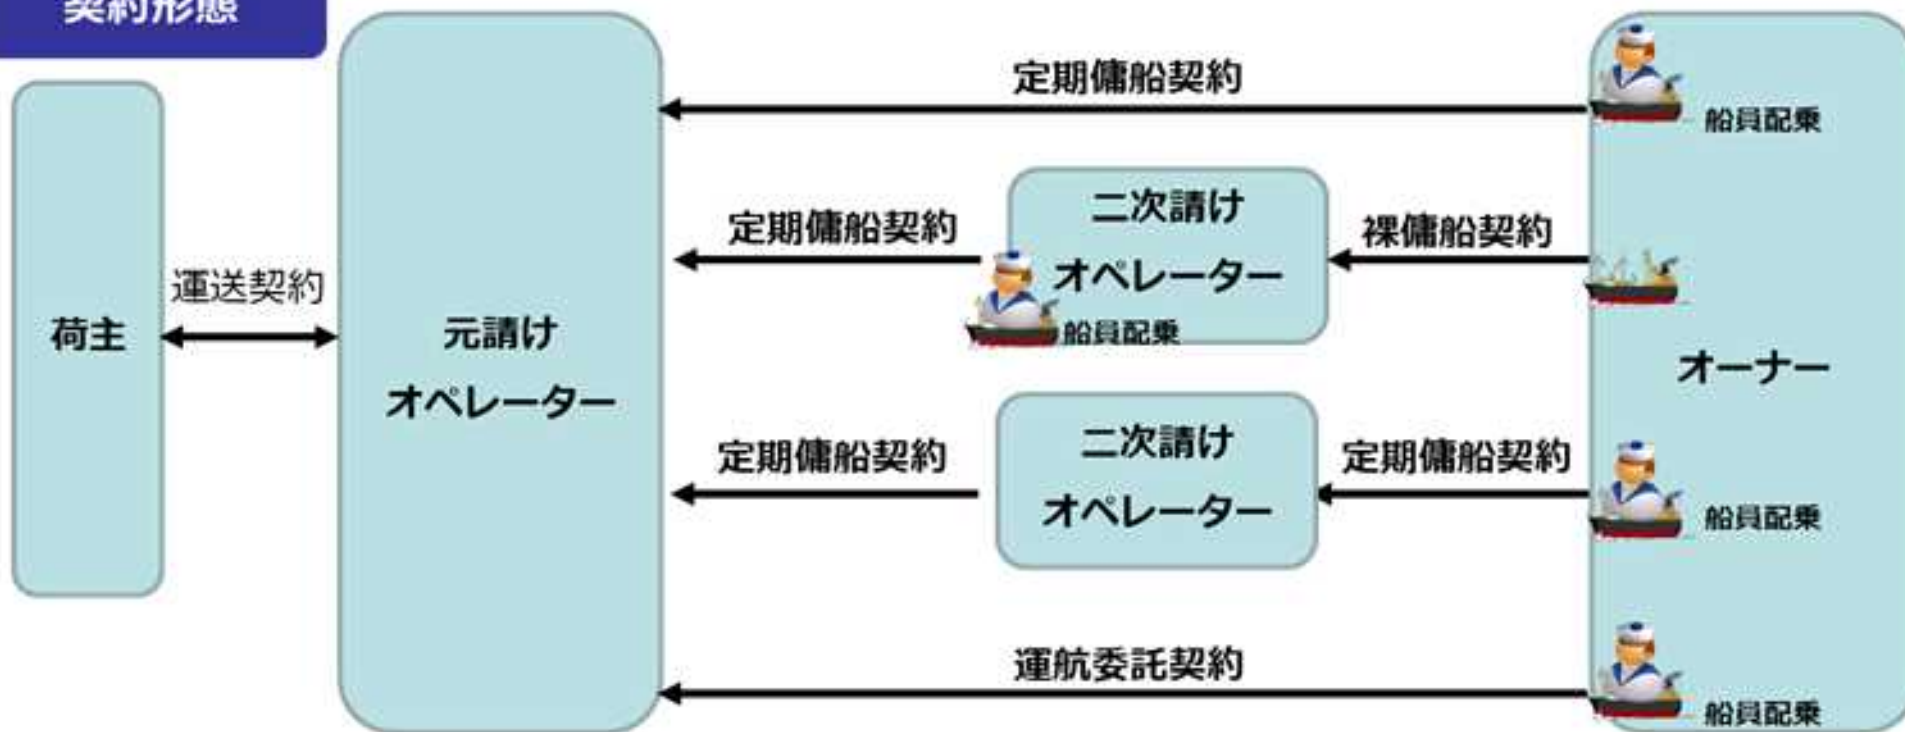 契約形態
荷主
運送契約
元請け
オペレーター
定期傭船契約
船員配乗
定期傭船契約
二次請け
オペレーター
船員配乗
裸傭船契約
オーナー
定期傭船契約
二次請け
オペレーター
定期傭船契約
船員配乗
運航委託契約
船員配乗